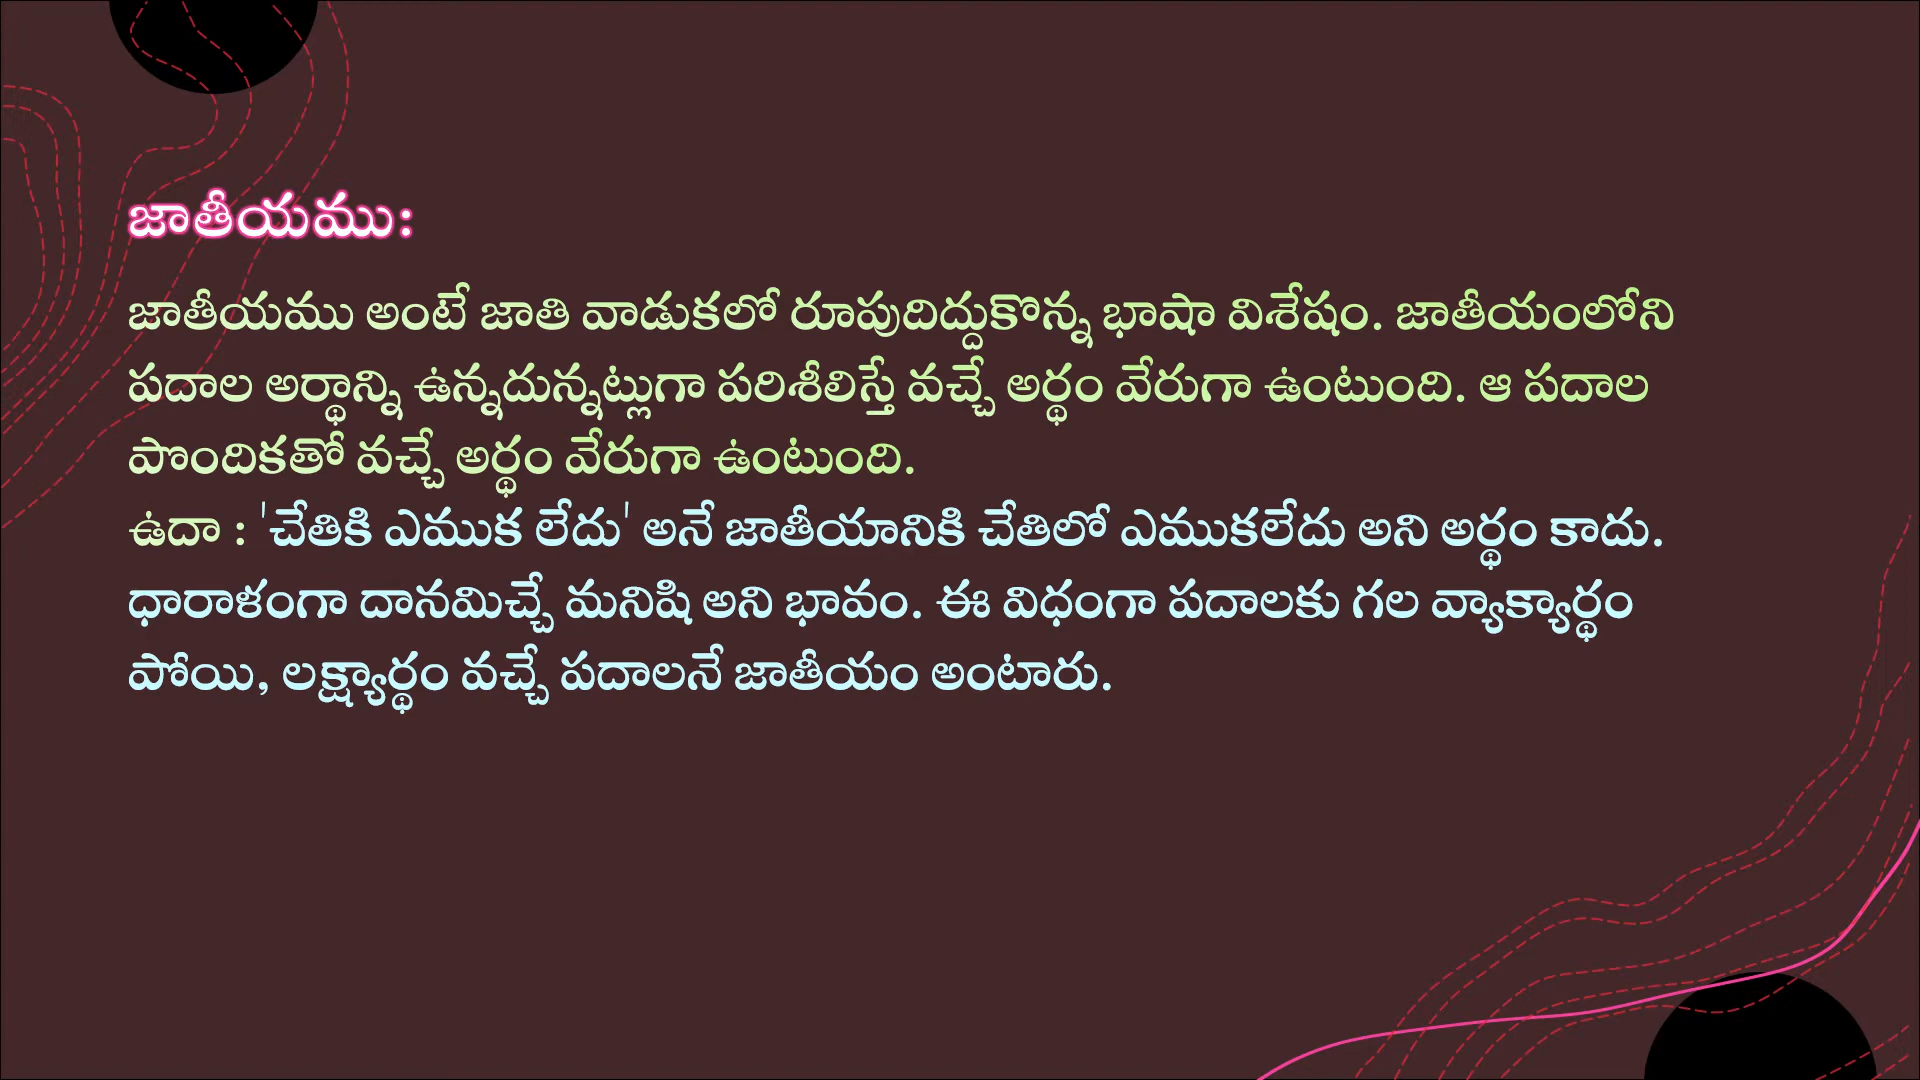 జాతీయము:
జాతీయము అంటే జాతి వాడుకలో రూపుదిద్దుకొన్న భాషా విశేషం. జాతీయంలోని
పదాల అర్థాన్ని ఉన్నదున్నట్లుగా పరిశీలిస్తే వచ్చే అర్థం వేరుగా ఉంటుంది. ఆ పదాల
పొందికతో వచ్చే అర్థం వేరుగా ఉంటుంది.
ఉదా : 'చేతికి ఎముక లేదు' అనే జాతీయానికి చేతిలో ఎముకలేదు అని అర్థం కాదు.
ధారాళంగా దానమిచ్చే మనిషి అని భావం. ఈ విధంగా పదాలకు గల వ్యాక్యార్థం
పోయి, లక్ష్యార్థం వచ్చే పదాలనే జాతీయం అంటారు.